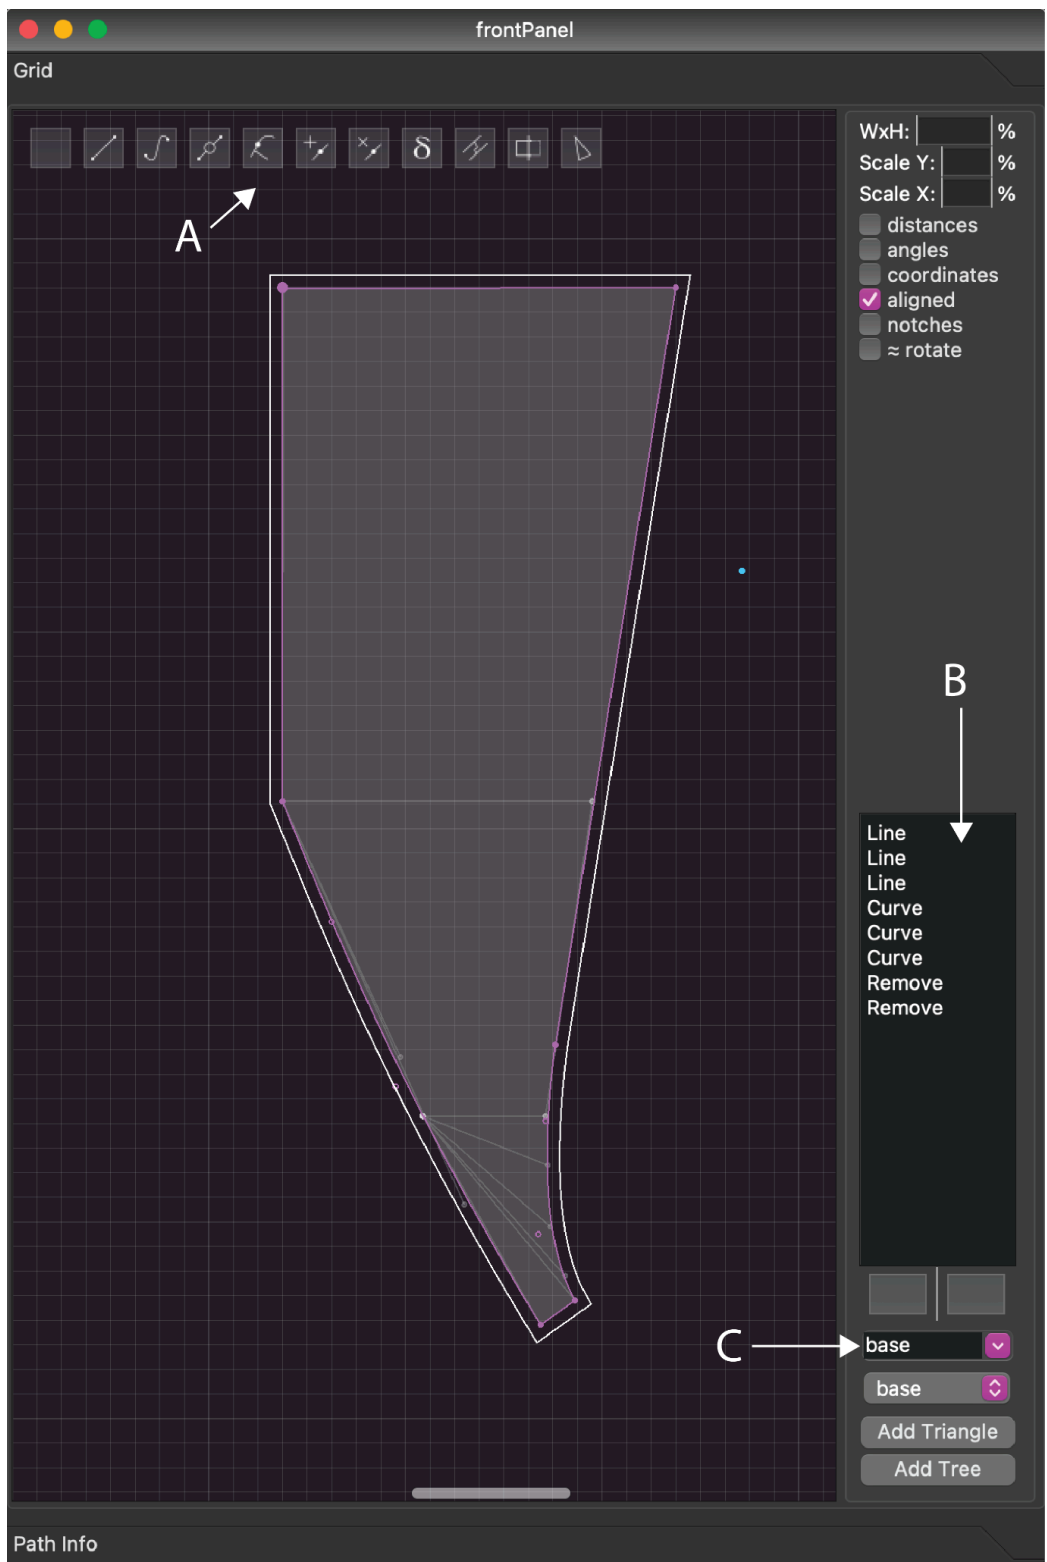 frontPanel
Grid
WxH: %
Scale Y: %
Scale X: %
distances
angles
coordinates
aligned
notches
≈ rotate
A
δ
B
Line
Line
Line
Curve
Curve
Curve
Remove
Remove
C
base
base
Add Triangle
Add Tree
Path Info